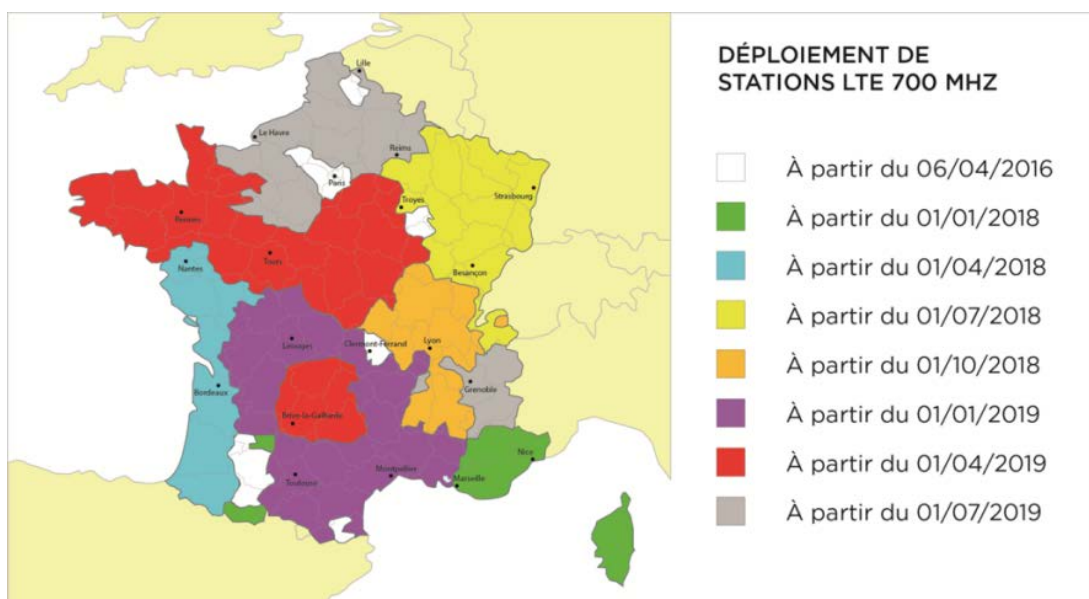 DÉPLOIEMENT DE
STATIONS LTE 700 MHZ
À partir du 06/04/2016
À partir du 01/01/2018
À partir du 01/04/2018
À partir du 01/07/2018
À partir du 01/10/2018
À partir du 01/01/2019
À partir du 01/04/2019
À partir du 01/07/2019
Lille
Le Havre
Reims
Paris
Strasbourg
Troyes
Rennes
Tours
Nantes
Besançon
Limoges
Clermont-Ferrand
Lyon
Bordeaux
Grenoble
Brive-la-Gaillarde
Nice
Toulouse
Montpellier
Marseille